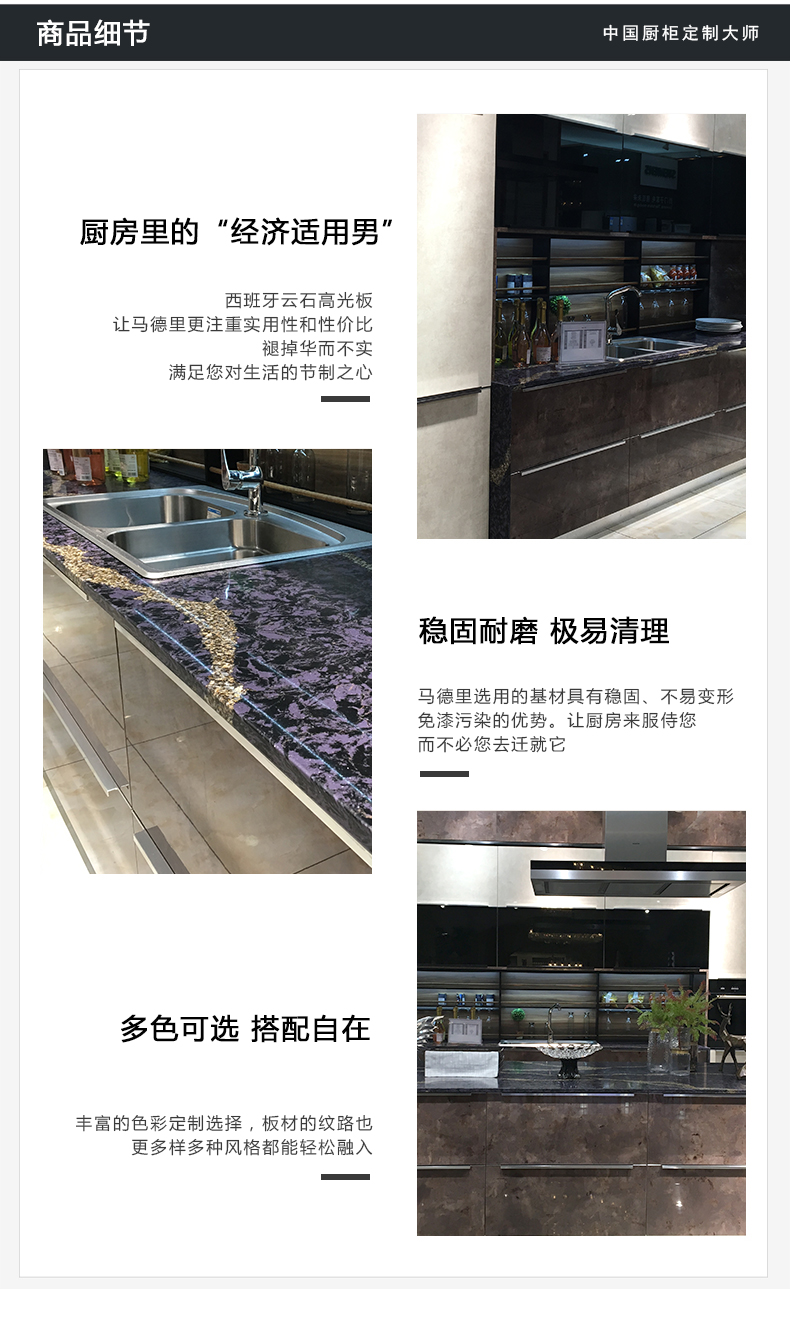 商品细节
中国厨柜定制大师
厨房里的“经济适用男”
西班牙云石高光板
让马德里更注重实用性和性价比
褪掉华而不实
满足您对生活的节制之心
稳固耐磨 极易清理
马德里选用的基材具有稳固、不易变形
免漆污染的优势。让厨房来服侍您
而不必您去迁就它
多色可选 搭配自在
丰富的色彩定制选择，板材的纹路也
更多样多种风格都能轻松融入